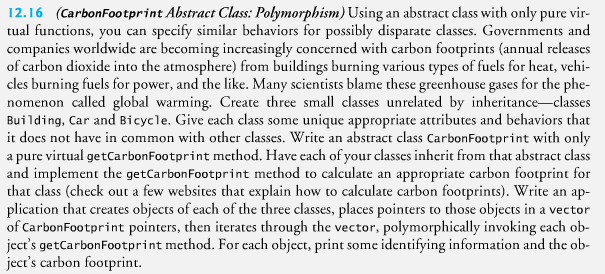 12.16 (CarbonFootprint Abstract Class: Polymorphism) Using an abstract class with only pure vir-
tual functions, you can specify similar behaviors for possibly disparate classes. Governments and
companies worldwide are becoming increasingly concerned with carbon footprints (annual releases
of carbon dioxide into the atmosphere) from buildings burning various types of fuels for heat, vehi-
cles burning fuels for power, and the like. Many scientists blame these greenhouse gases for the phe-
nomenon called global warming. Create three small classes unrelated by inheritance—classes
Building, Car and Bicycle. Give each class some unique appropriate attributes and behaviors that
it does not have in common with other classes. Write an abstract class CarbonFootprint with only
a pure virtual getCarbonFootprint method. Have each of your classes inherit from that abstract class
and implement the getCarbonFootprint method to calculate an appropriate carbon footprint for
that class (check out a few websites that explain how to calculate carbon footprints). Write an ap-
plication that creates objects of each of the three classes, places pointers to those objects in a vector
of CarbonFootprint pointers, then iterates through the vector, polymorphically invoking each ob-
ject's getCarbonFootprint method. For each object, print some identifying information and the ob-
ject's carbon footprint.